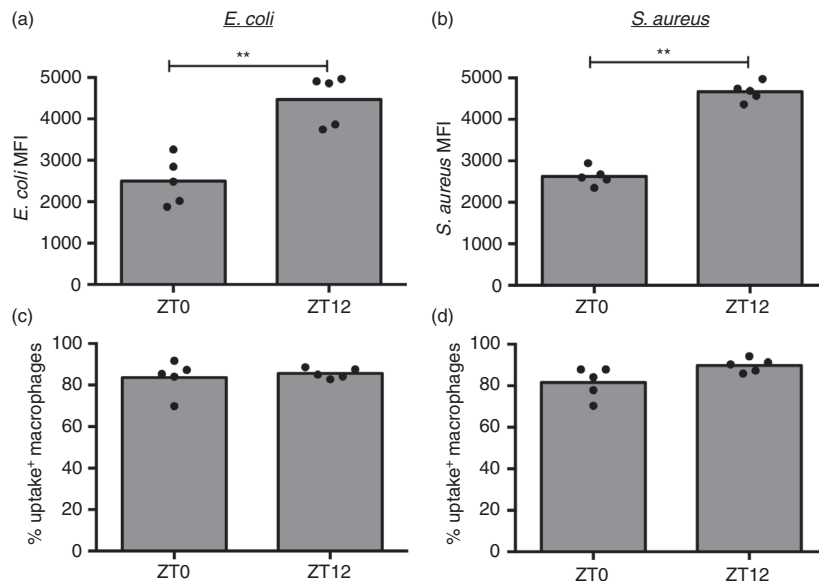 (a)
E. coli
**
5000
4000
3000
2000
1000
0
E. coli MFI
ZT0 ZT12
(b)
S. aureus
**
5000
4000
3000
2000
1000
0
S. aureus MFI
ZT0 ZT12
(c)
100
80
60
40
20
0
% uptake⁺ macrophages
ZT0 ZT12
(d)
100
80
60
40
20
0
% uptake⁺ macrophages
ZT0 ZT12